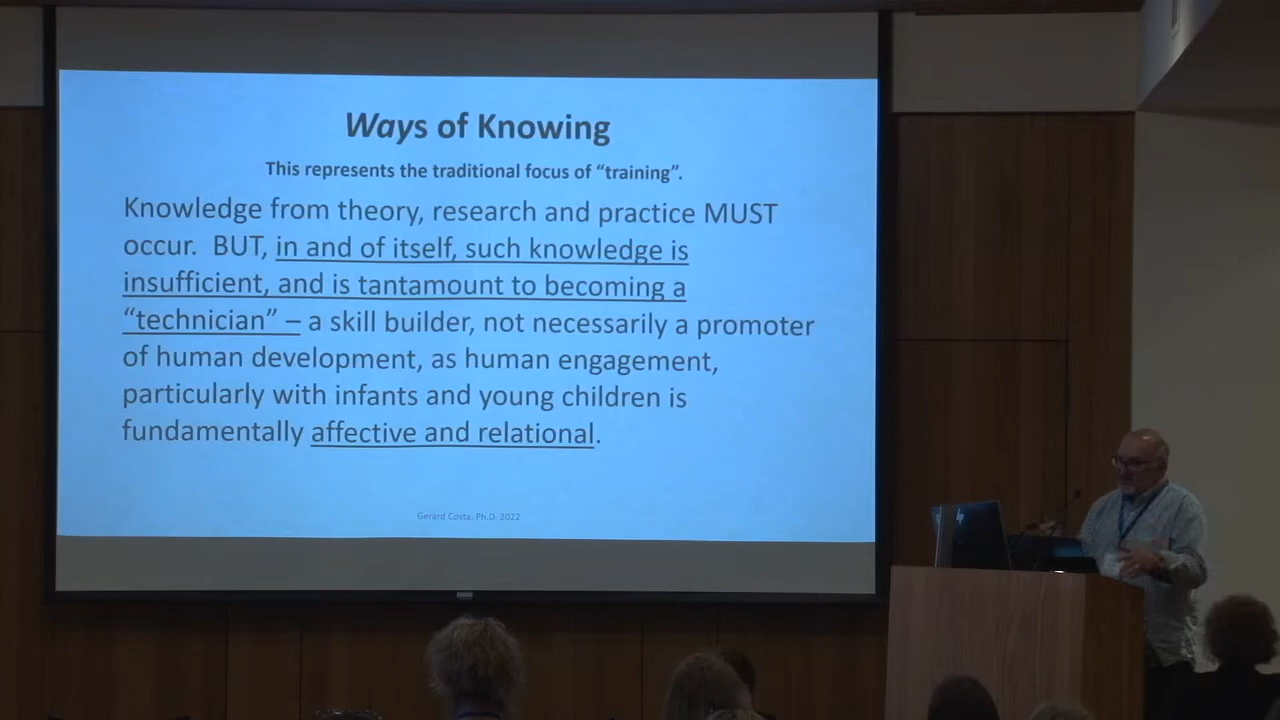 Ways of Knowing
This represents the traditional focus of “training”.
Knowledge from theory, research and practice MUST
occur. BUT, in and of itself, such knowledge is
insufficient, and is tantamount to becoming a
“technician” – a skill builder, not necessarily a promoter
of human development, as human engagement,
particularly with infants and young children is
fundamentally affective and relational.
Gerard Costa, Ph.D. 2022
hp